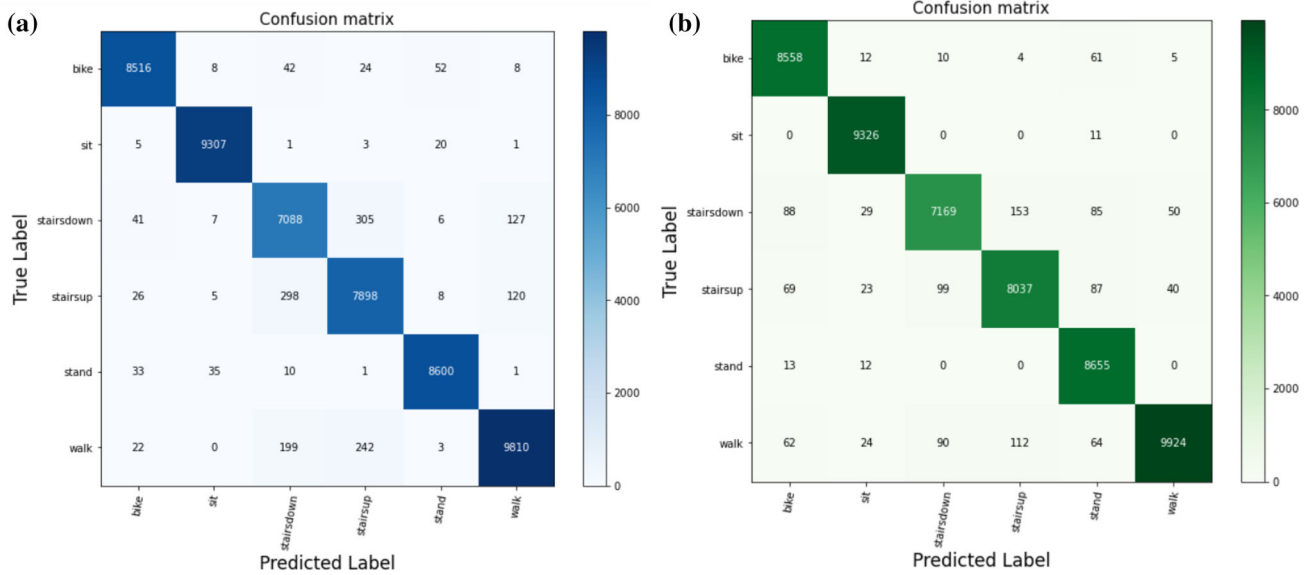 (a)
Confusion matrix
True Label
bike 8516 8 42 24 52 8
sit 5 9307 1 3 20 1
stairsdown 41 7 7088 305 6 127
stairsup 26 5 298 7898 8 120
stand 33 35 10 1 8600 1
walk 22 0 199 242 3 9810
bike sit stairsdown stairsup stand walk
Predicted Label
8000
6000
4000
2000
0
(b)
Confusion matrix
True Label
bike 8558 12 10 4 61 5
sit 0 9326 0 0 11 0
stairsdown 88 29 7169 153 85 50
stairsup 69 23 99 8037 87 40
stand 13 12 0 0 8655 0
walk 62 24 90 112 64 9924
bike sit stairsdown stairsup stand walk
Predicted Label
8000
6000
4000
2000
0